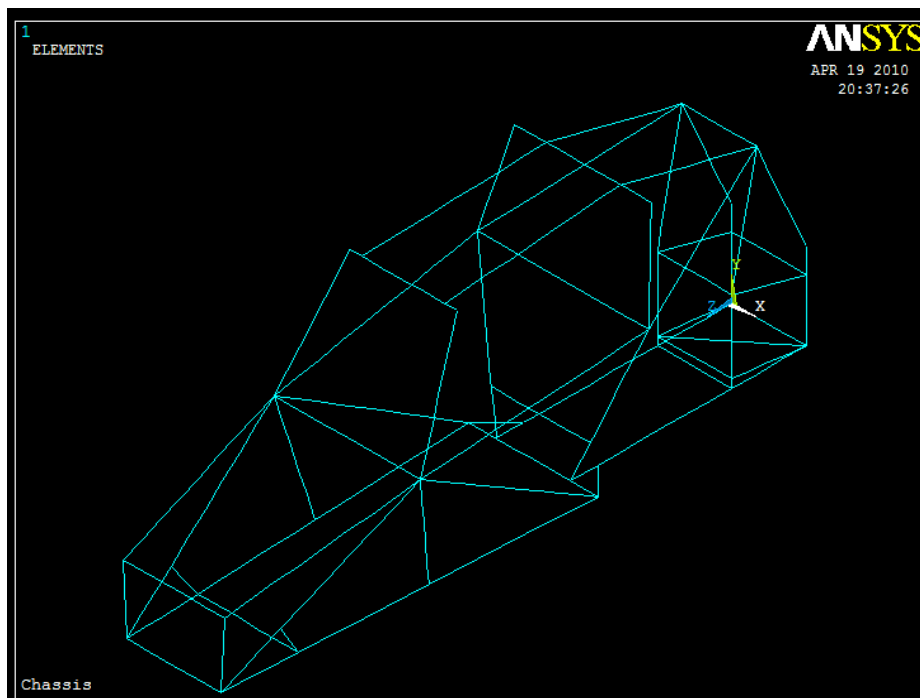 1
ELEMENTS
ANSYS
APR 19 2010
20:37:26
Y
Z
X
Chassis